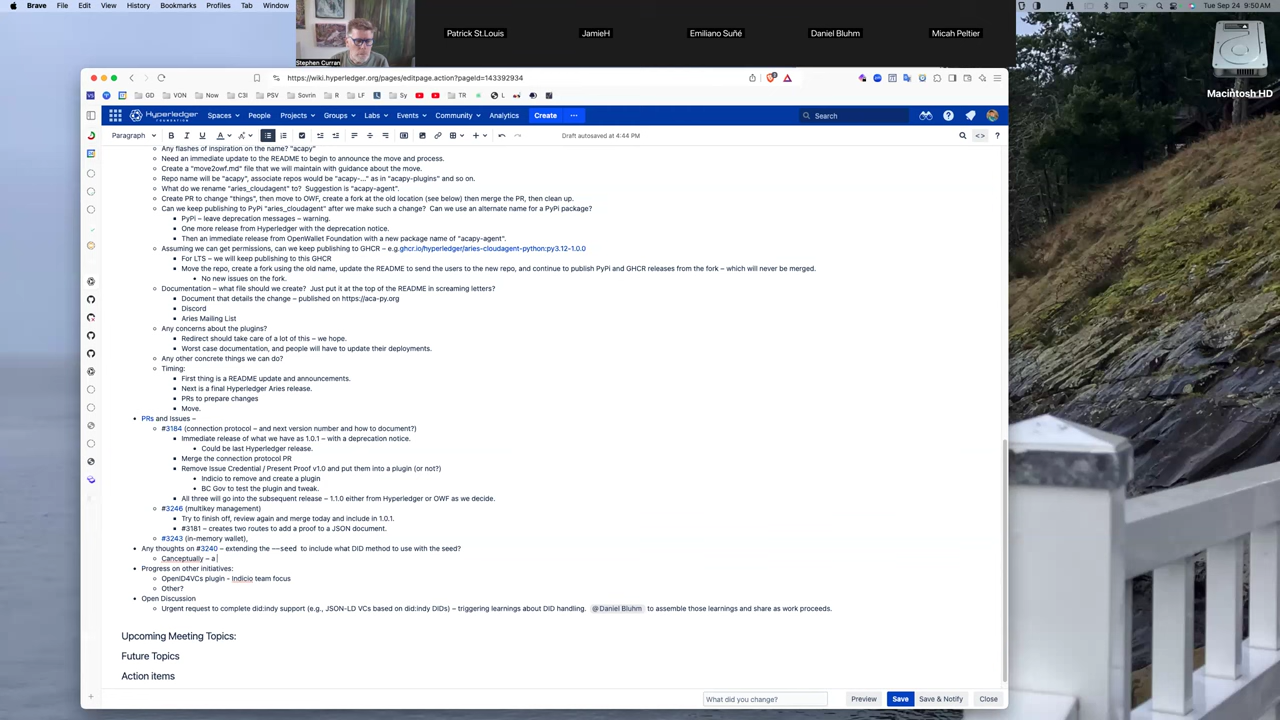 Brave File Edit View History Bookmarks Profiles Tab Window
Tue Sep 24 9:50 AM
Stephen Curran
Patrick St.Louis
JamieH
Emiliano Suñé
Daniel Bluhm
Micah Peltier
Macintosh HD
https://wiki.hyperledger.org/pages/editpage.action?pageId=143392934
GD VON Now C3I PSV Sovrin R LF Sy TR L
HYPERLEDGER FOUNDATION Spaces People Projects Groups Labs Events Community Analytics Create ··· Search
Paragraph B I U A Draft autosaved at 4:44 PM <>
Any flashes of inspiration on the name? "acapy"
Need an immediate update to the README to begin to announce the move and process.
Create a "move2owf.md" file that we will maintain with guidance about the move.
Repo name will be "acapy", associate repos would be "acapy-..." as in "acapy-plugins" and so on.
What do we rename "aries_cloudagent" to? Suggestion is "acapy-agent".
Create PR to change "things", then move to OWF, create a fork at the old location (see below) then merge the PR, then clean up.
Can we keep publishing to PyPi "aries_cloudagent" after we make such a change? Can we use an alternate name for a PyPi package?
PyPi – leave deprecation messages – warning.
One more release from Hyperledger with the deprecation notice.
Then an immediate release from OpenWallet Foundation with a new package name of "acapy-agent".
Assuming we can get permissions, can we keep publishing to GHCR – e.g.ghcr.io/hyperledger/aries-cloudagent-python:py3.12-1.0.0
For LTS – we will keep publishing to this GHCR
Move the repo, create a fork using the old name, update the README to send the users to the new repo, and continue to publish PyPi and GHCR releases from the fork – which will never be merged.
No new issues on the fork.
Documentation – what file should we create? Just put it at the top of the README in screaming letters?
Document that details the change – published on https://aca-py.org
Discord
Aries Mailing List
Any concerns about the plugins?
Redirect should take care of a lot of this – we hope.
Worst case documentation, and people will have to update their deployments.
Any other concrete things we can do?
Timing:
First thing is a README update and announcements.
Next is a final Hyperledger Aries release.
PRs to prepare changes
Move.
PRs and Issues –
#3184 (connection protocol – and next version number and how to document?)
Immediate release of what we have as 1.0.1 – with a deprecation notice.
Could be last Hyperledger release.
Merge the connection protocol PR
Remove Issue Credential / Present Proof v1.0 and put them into a plugin (or not?)
Indicio to remove and create a plugin
BC Gov to test the plugin and tweak.
All three will go into the subsequent release – 1.1.0 either from Hyperledger or OWF as we decide.
#3246 (multikey management)
Try to finish off, review again and merge today and include in 1.0.1.
#3181 – creates two routes to add a proof to a JSON document.
#3243 (in-memory wallet),
Any thoughts on #3240 – extending the --seed to include what DID method to use with the seed?
Canceptually – a
Progress on other initiatives:
OpenID4VCs plugin - Indicio team focus
Other?
Open Discussion
Urgent request to complete did:indy support (e.g., JSON-LD VCs based on did:indy DIDs) – triggering learnings about DID handling. @Daniel Bluhm to assemble those learnings and share as work proceeds.
Upcoming Meeting Topics:
Future Topics
Action items
What did you change? Preview Save Save & Notify Close